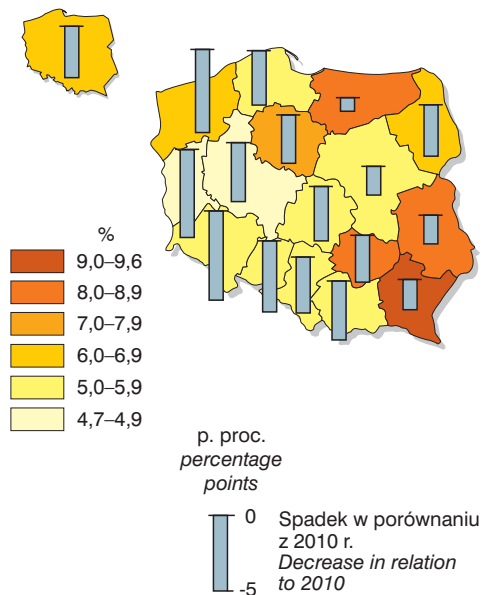 %
9,0–9,6
8,0–8,9
7,0–7,9
6,0–6,9
5,0–5,9
4,7–4,9
p. proc.
percentage
points
0
-5
Spadek w porównaniu
z 2010 r.
Decrease in relation
to 2010